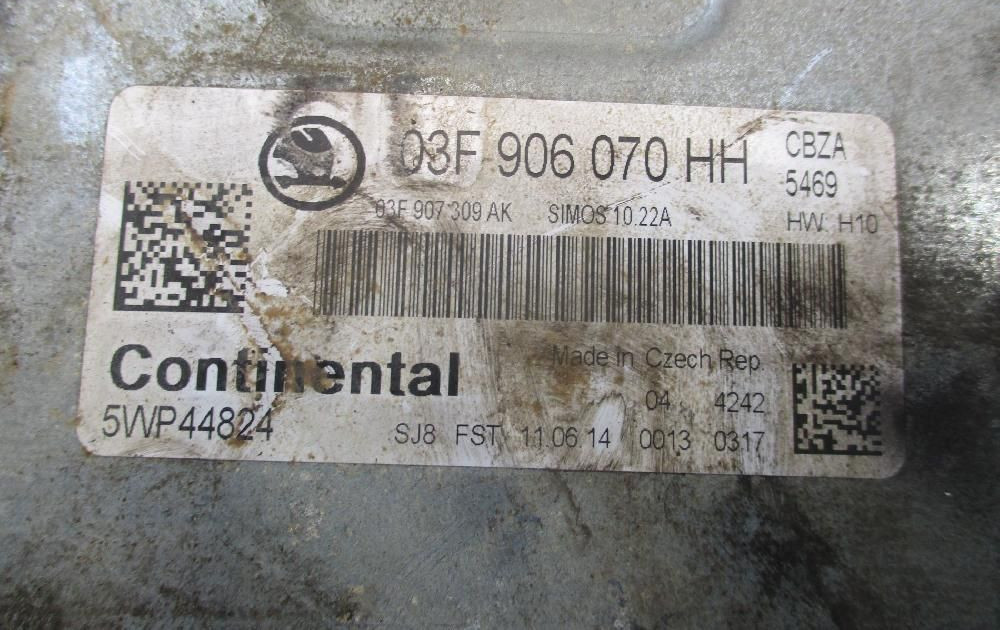 03F 906 070 HH
CBZA
5469
03F 907 309 AK SIMOS 10.22A HW H10
Continental
5WP44824
Made in Czech Rep.
04 4242
SJ8 FST 11.06.14 0013 0317